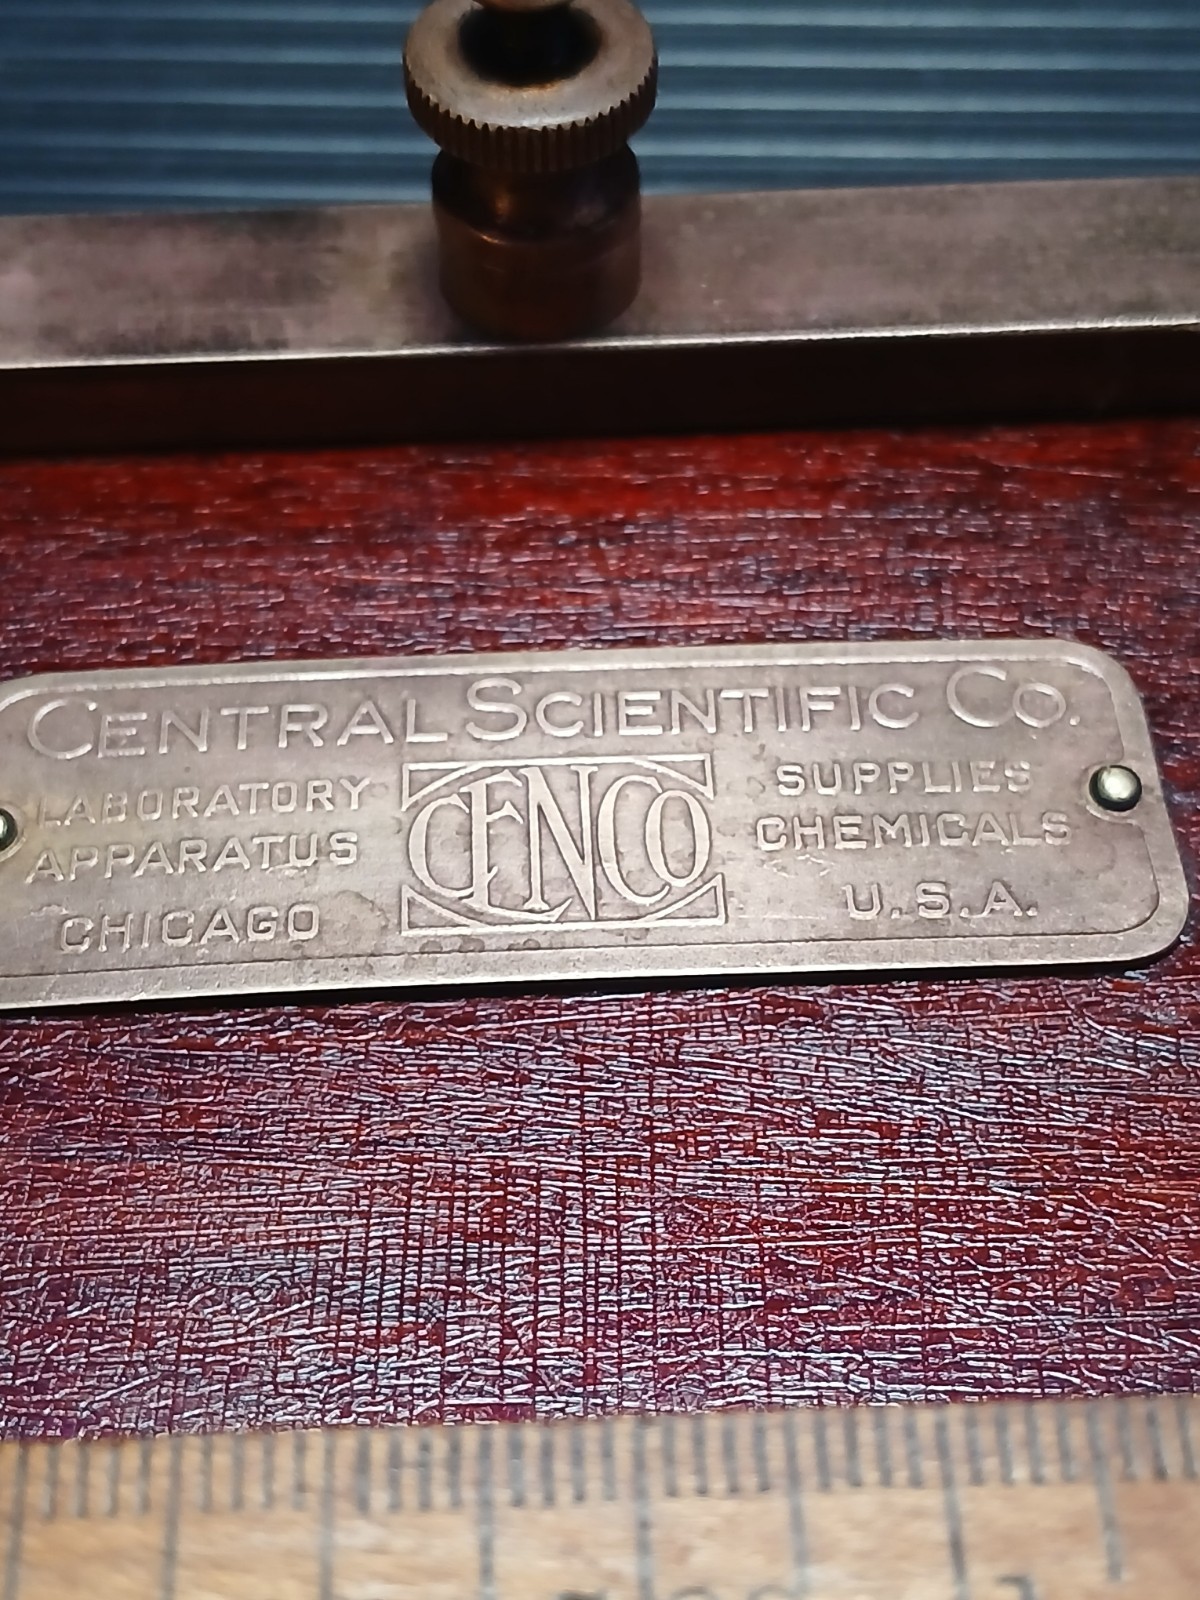 CENTRAL SCIENTIFIC CO.
LABORATORY
APPARATUS
CHICAGO
CENCO
SUPPLIES
CHEMICALS
U.S.A.